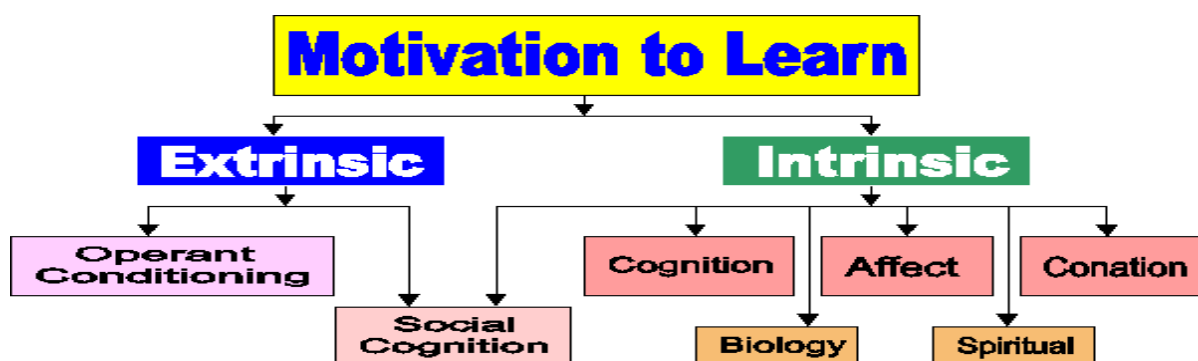 Motivation to Learn
Extrinsic
Intrinsic
Operant
Conditioning
Cognition
Affect
Conation
Social
Cognition
Biology
Spiritual